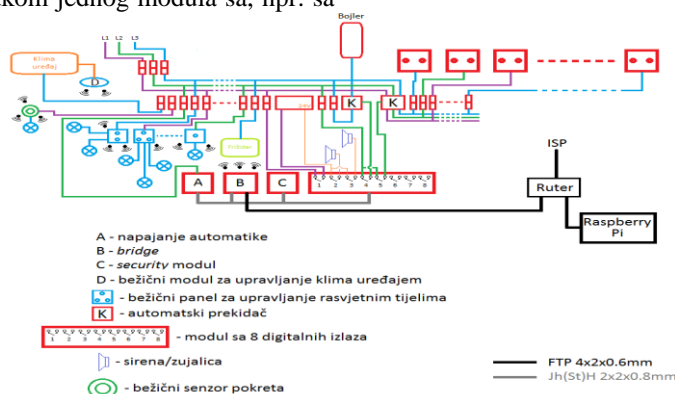 kom jednog modula sa, npr. sa
Bojler
L1 L2 L3
Klima
uređaj
D
K K
24V
Frižider
1 2 3 4 5 6 7 8
A B C
ISP
Ruter
Raspberry
Pi
A - napajanje automatike
B - bridge
C - security modul
D - bežični modul za upravljanje klima uređajem
- bežični panel za upravljanje rasvjetnim tijelima
K - automatski prekidač
1 2 3 4 5 6 7 8 - modul sa 8 digitalnih izlaza
- sirena/zujalica
- bežični senzor pokreta
FTP 4x2x0.6mm
Jh(St)H 2x2x0.8mm